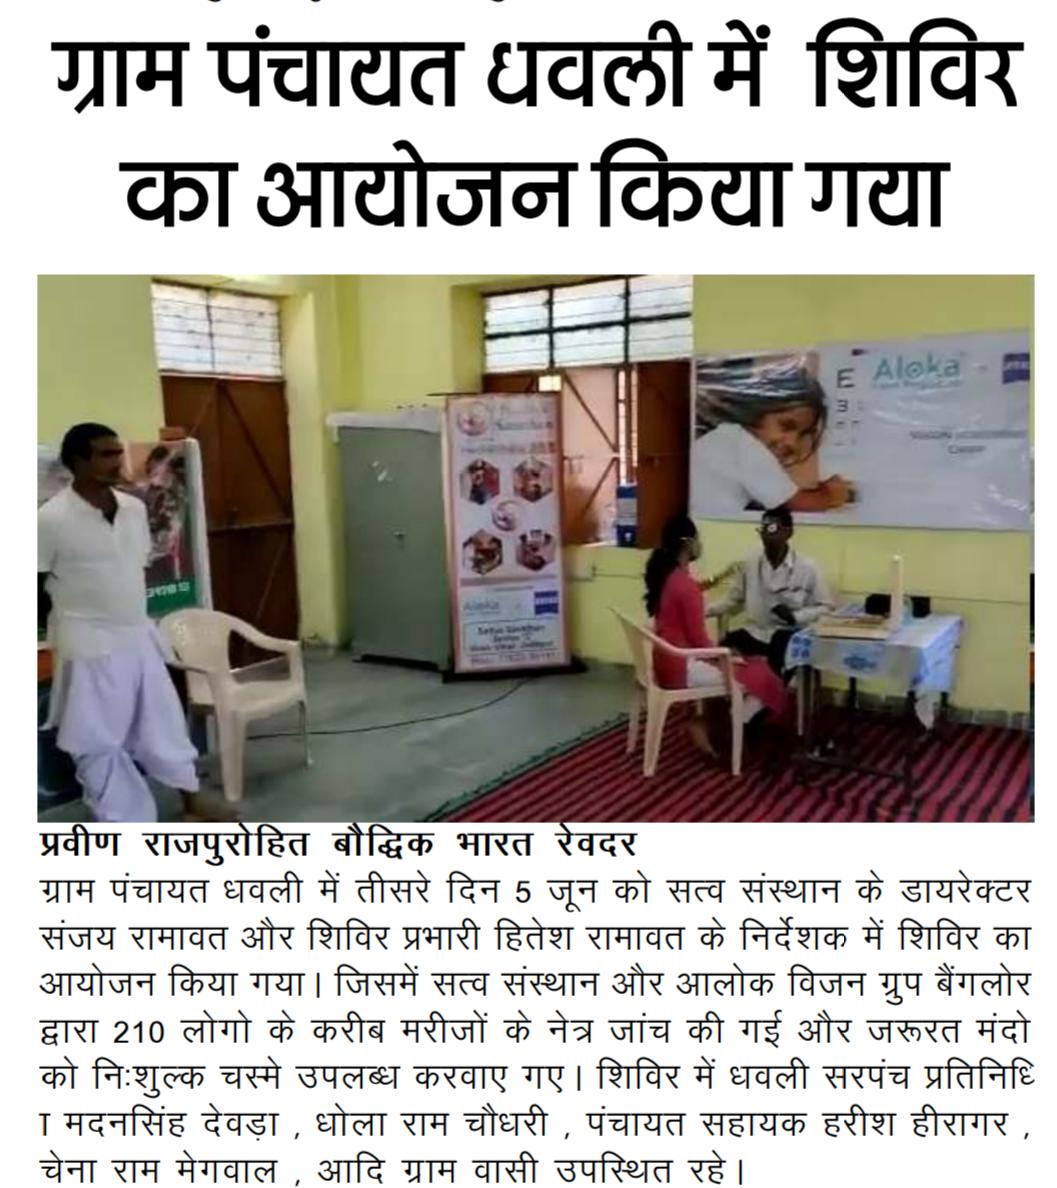 ग्राम पंचायत धवली में शिविर
का आयोजन किया गया
E
Aloka
Aloka
प्रवीण राजपुरोहित बौद्धिक भारत रेवदर
ग्राम पंचायत धवली में तीसरे दिन 5 जून को सत्व संस्थान के डायरेक्टर
संजय रामावत और शिविर प्रभारी हितेश रामावत के निर्देशक में शिविर का
आयोजन किया गया। जिसमें सत्व संस्थान और आलोक विजन ग्रुप बैंगलोर
द्वारा 210 लोगो के करीब मरीजों के नेत्र जांच की गई और जरूरत मंदो
को निःशुल्क चस्मे उपलब्ध करवाए गए। शिविर में धवली सरपंच प्रतिनिधि
ा मदनसिंह देवड़ा , धोला राम चौधरी , पंचायत सहायक हरीश हीरागर ,
चेना राम मेगवाल , आदि ग्राम वासी उपस्थित रहे।